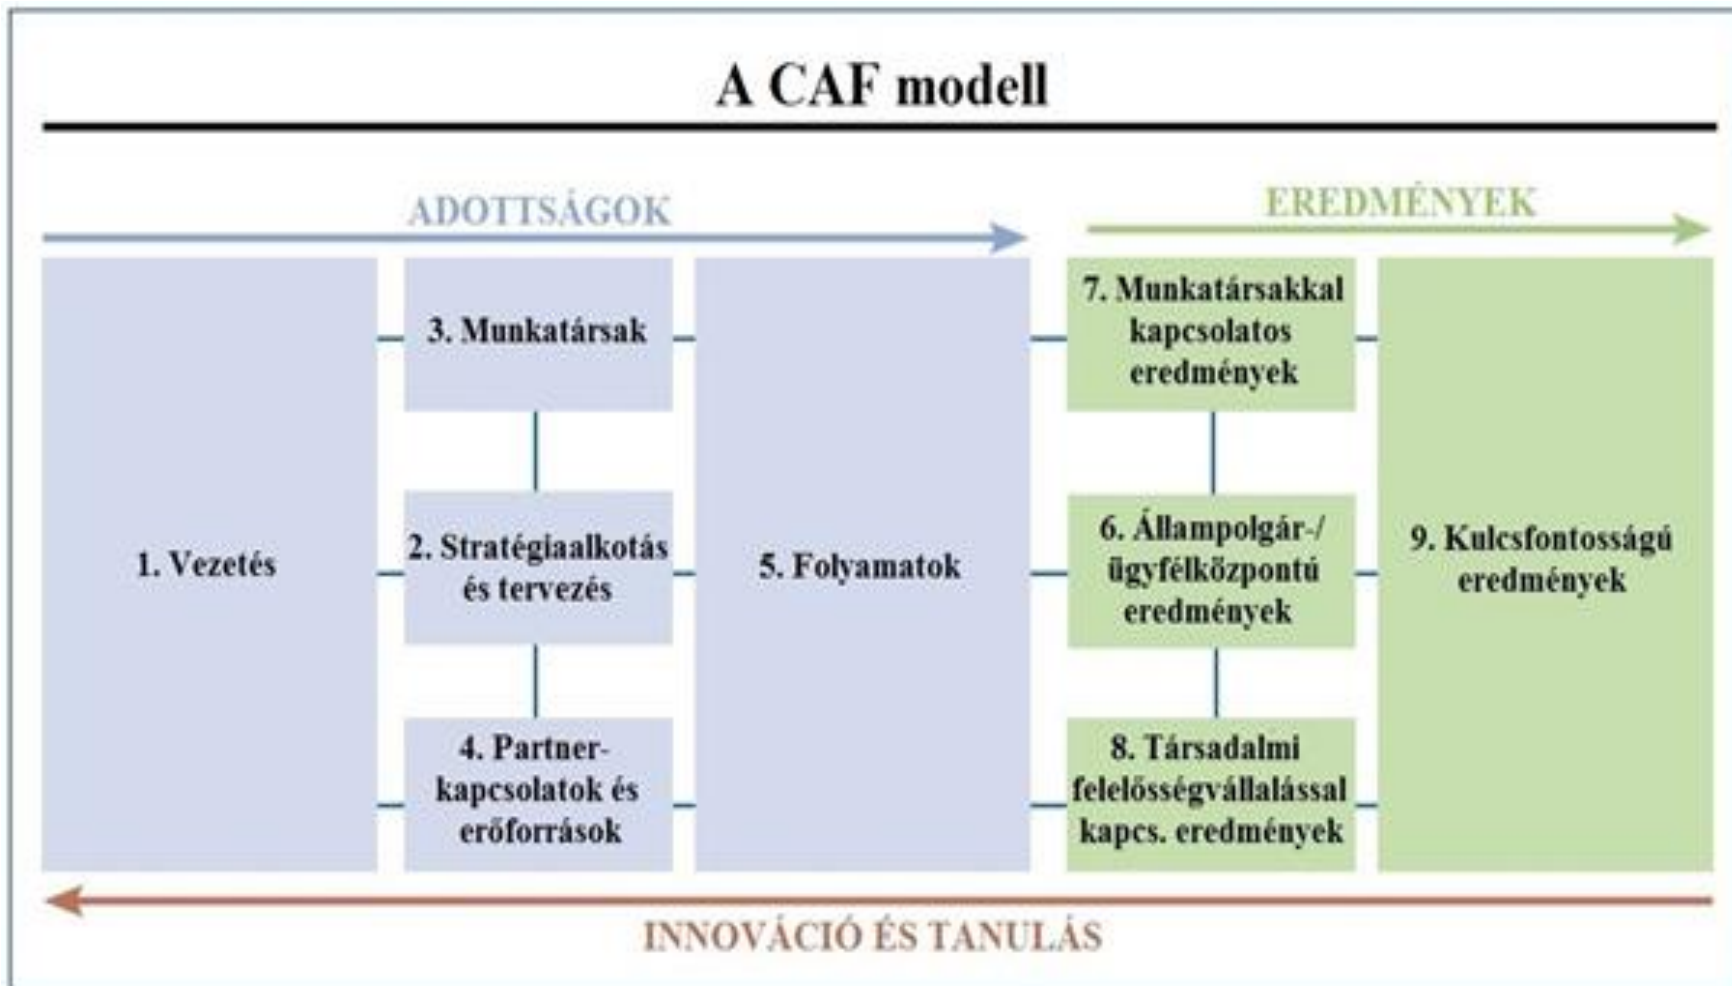 A CAF modell
ADOTTSÁGOK
EREDMÉNYEK
1. Vezetés
3. Munkatársak
2. Stratégiaalkotás
és tervezés
4. Partner-
kapcsolatok és
erőforrások
5. Folyamatok
7. Munkatársakkal
kapcsolatos
eredmények
6. Állampolgár-/
ügyfélközpontú
eredmények
8. Társadalmi
felelősségvállalással
kapcs. eredmények
9. Kulcsfontosságú
eredmények
INNOVÁCIÓ ÉS TANULÁS